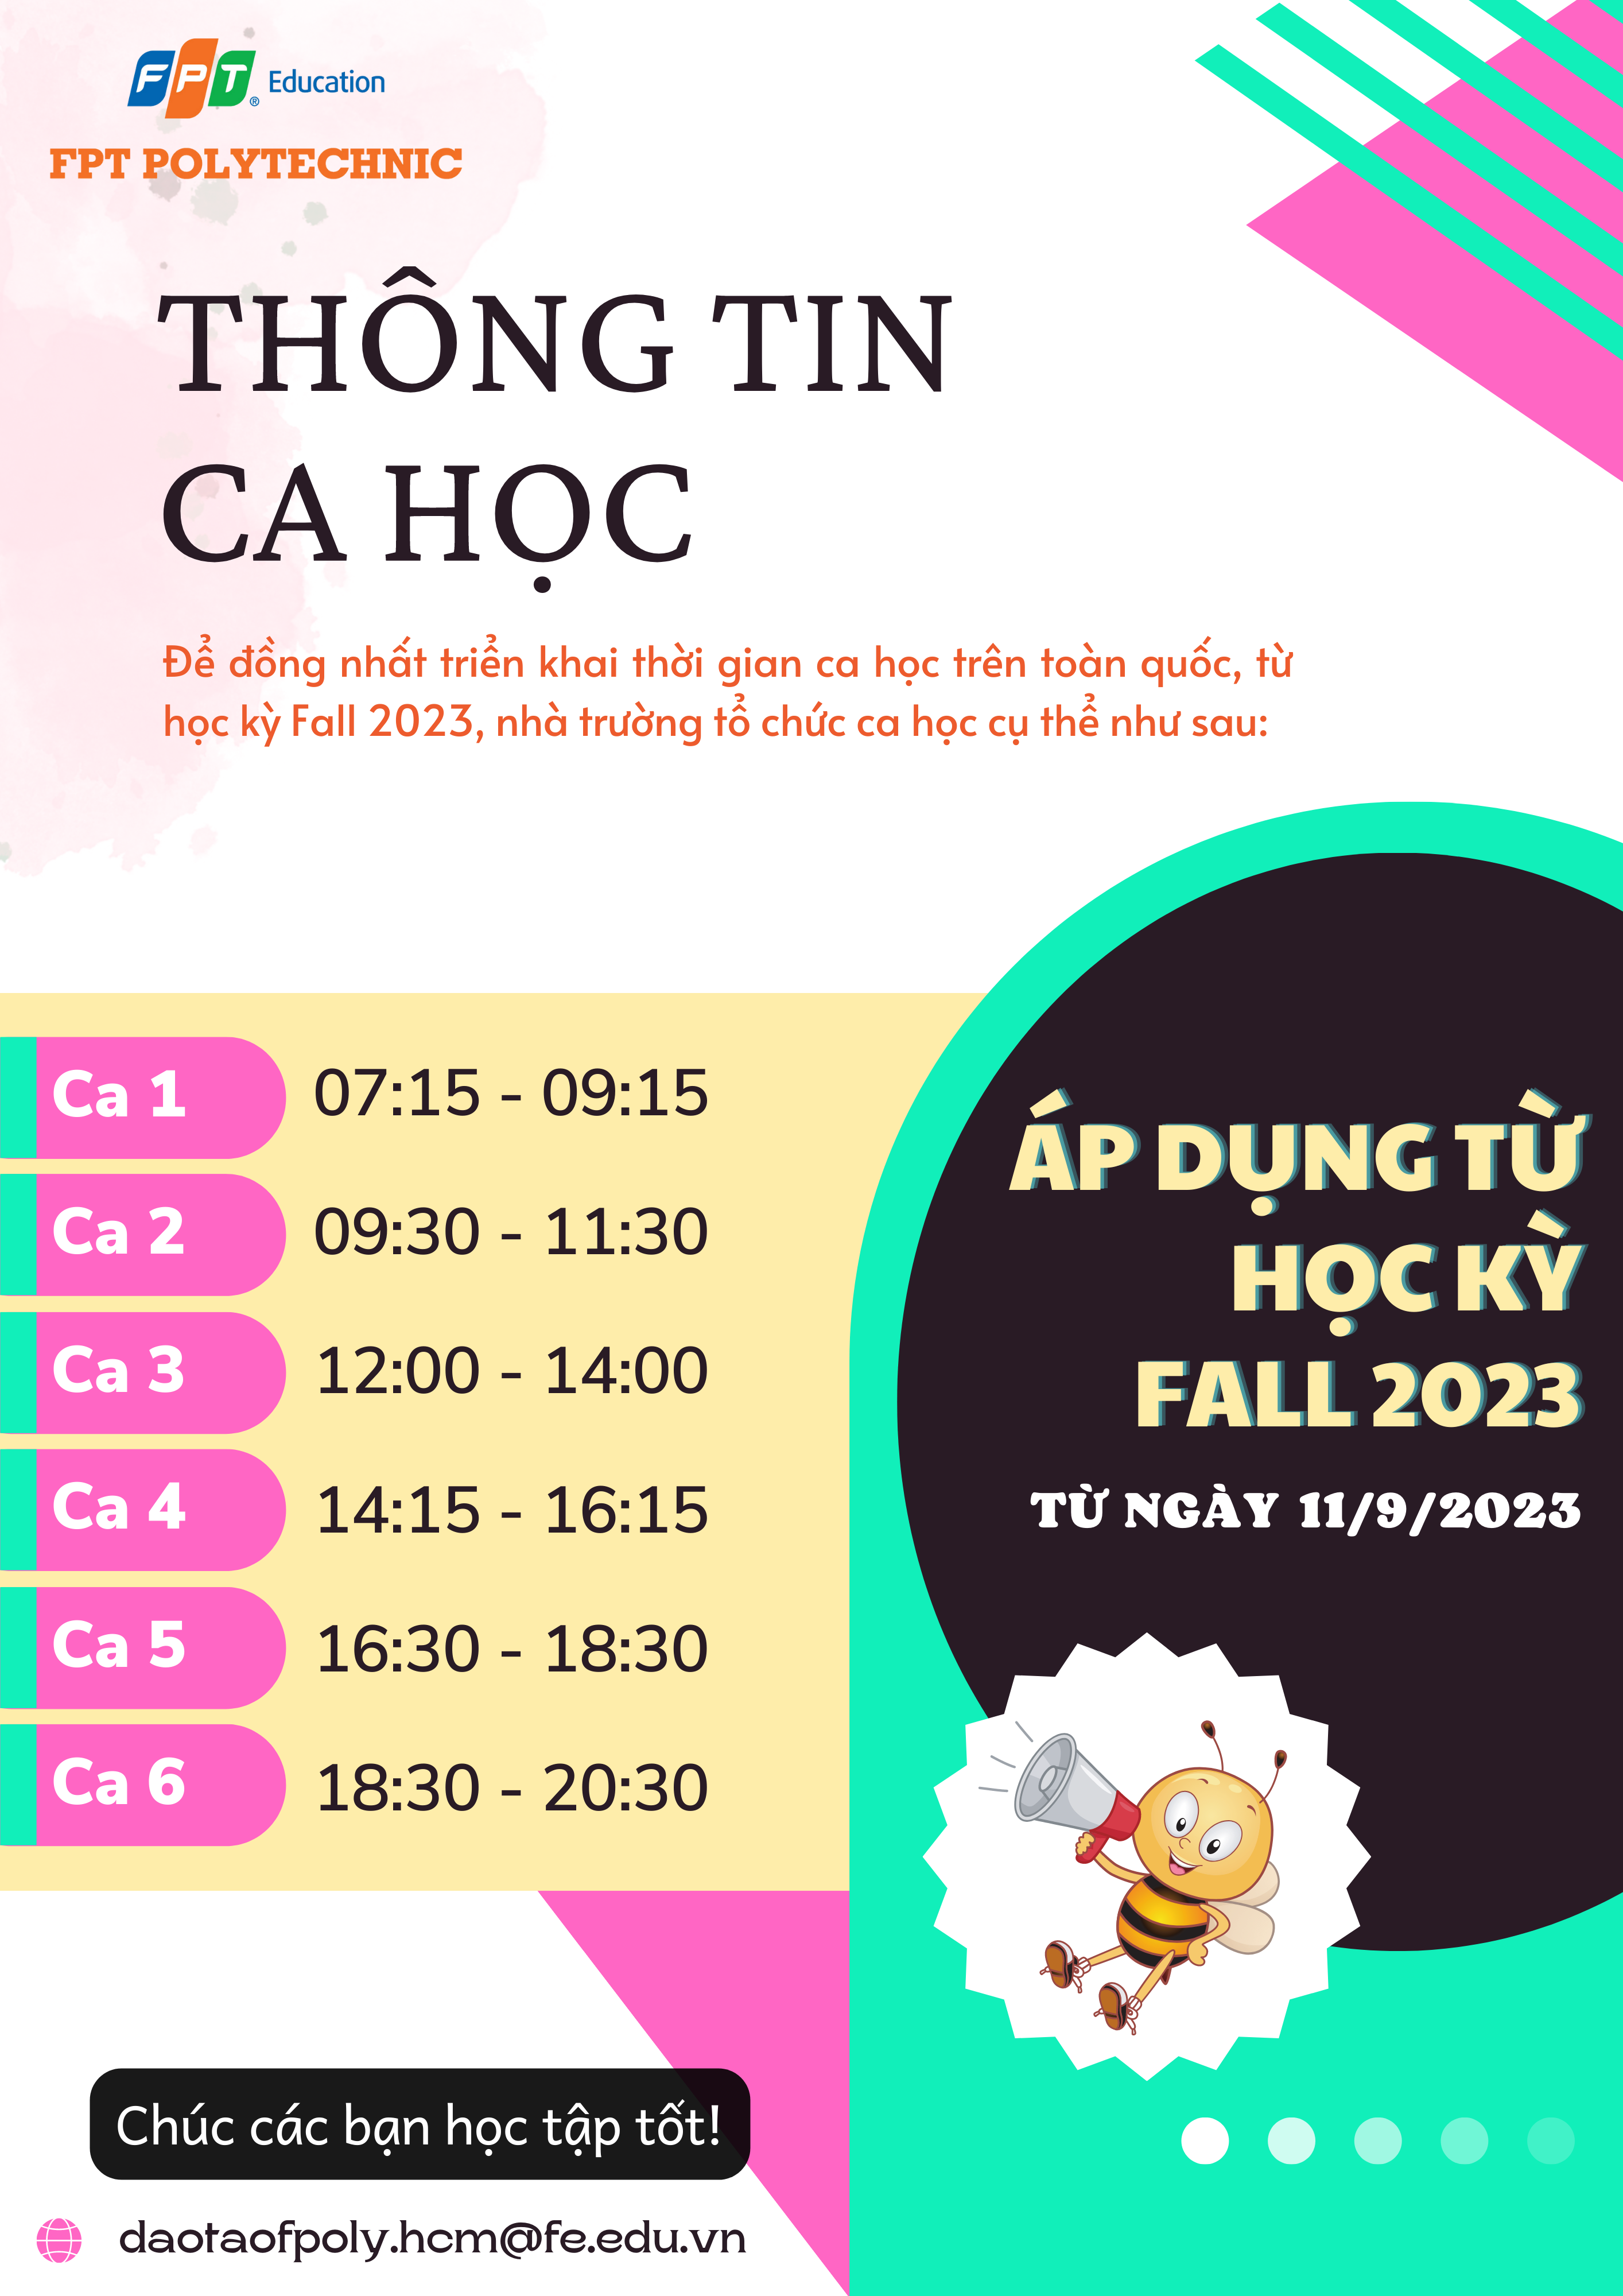 FPT® Education
FPT POLYTECHNIC
THÔNG TIN
CA HỌC
Để đồng nhất triển khai thời gian ca học trên toàn quốc, từ
học kỳ Fall 2023, nhà trường tổ chức ca học cụ thể như sau:
Ca 1 07:15 - 09:15
Ca 2 09:30 - 11:30
Ca 3 12:00 - 14:00
Ca 4 14:15 - 16:15
Ca 5 16:30 - 18:30
Ca 6 18:30 - 20:30
ÁP DỤNG TỪ
HỌC KỲ
FALL 2023
TỪ NGÀY 11/9/2023
Chúc các bạn học tập tốt!
daotaofpoly.hcm@fe.edu.vn